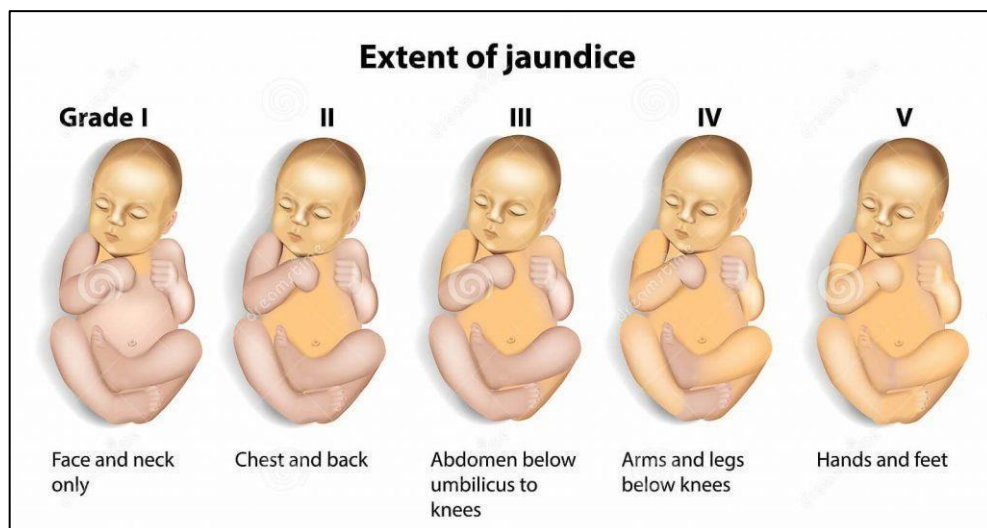 Extent of jaundice
Grade I
II
III
IV
V
Face and neck
only
Chest and back
Abdomen below
umbilicus to
knees
Arms and legs
below knees
Hands and feet
dreamstime